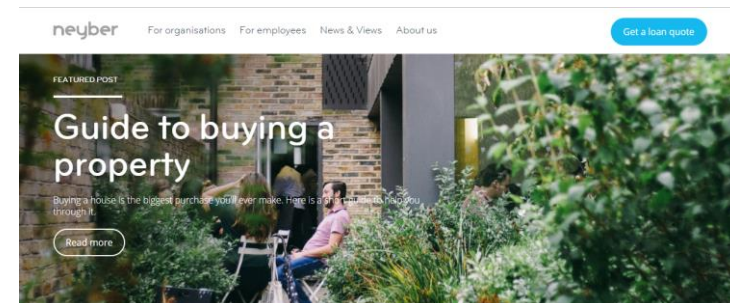 neyber
For organisations For employees News & Views About us
Get a loan quote
FEATURED POST
Guide to buying a
property
Buying a house is the biggest purchase you'll ever make. Here is a short guide to help you
through it.
Read more